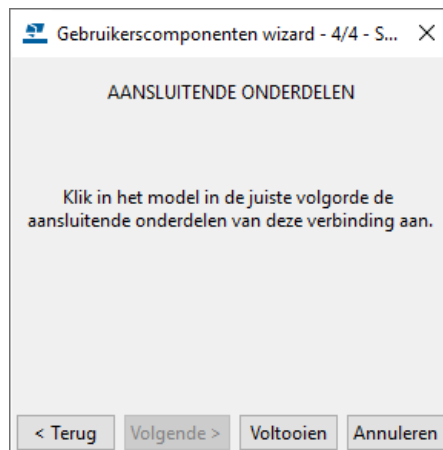 Gebruikerscomponenten wizard - 4/4 - S...
AANSLUITENDE ONDERDELEN
Klik in het model in de juiste volgorde de
aansluitende onderdelen van deze verbinding aan.
< Terug Volgende > Voltooien Annuleren